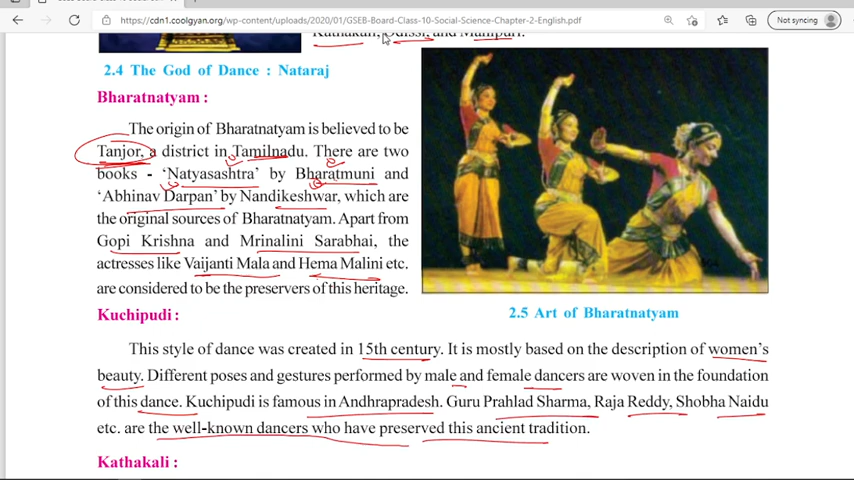 https://cdn1.coolgyan.org/wp-content/uploads/2020/01/GSEB-Board-Class-10-Social-Science-Chapter-2-English.pdf
Not syncing
Kathakali, Odissi, and Manipuri.
2.4 The God of Dance : Nataraj
Bharatnatyam :
The origin of Bharatnatyam is believed to be
Tanjor, a district in Tamilnadu. There are two
books - ‘Natyasashtra’ by Bharatmuni and
‘Abhinav Darpan’ by Nandikeshwar, which are
the original sources of Bharatnatyam. Apart from
Gopi Krishna and Mrinalini Sarabhai, the
actresses like Vaijanti Mala and Hema Malini etc.
are considered to be the preservers of this heritage.
2.5 Art of Bharatnatyam
Kuchipudi :
This style of dance was created in 15th century. It is mostly based on the description of women’s
beauty. Different poses and gestures performed by male and female dancers are woven in the foundation
of this dance. Kuchipudi is famous in Andhrapradesh. Guru Prahlad Sharma, Raja Reddy, Shobha Naidu
etc. are the well-known dancers who have preserved this ancient tradition.
Kathakali :